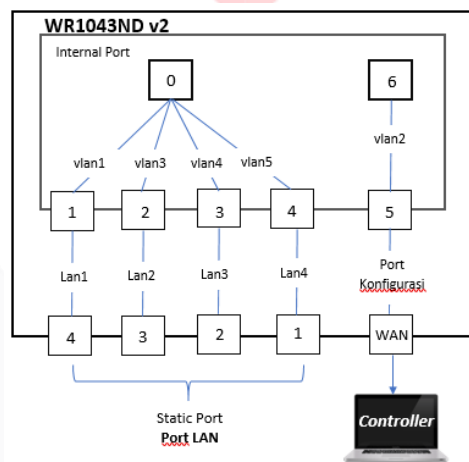 WR1043ND v2
Internal Port
0
6
vlan1
vlan3
vlan4
vlan5
vlan2
1
2
3
4
5
Lan1
Lan2
Lan3
Lan4
Port
Konfigurasi
4
3
2
1
WAN
Static Port
Port LAN
Controller